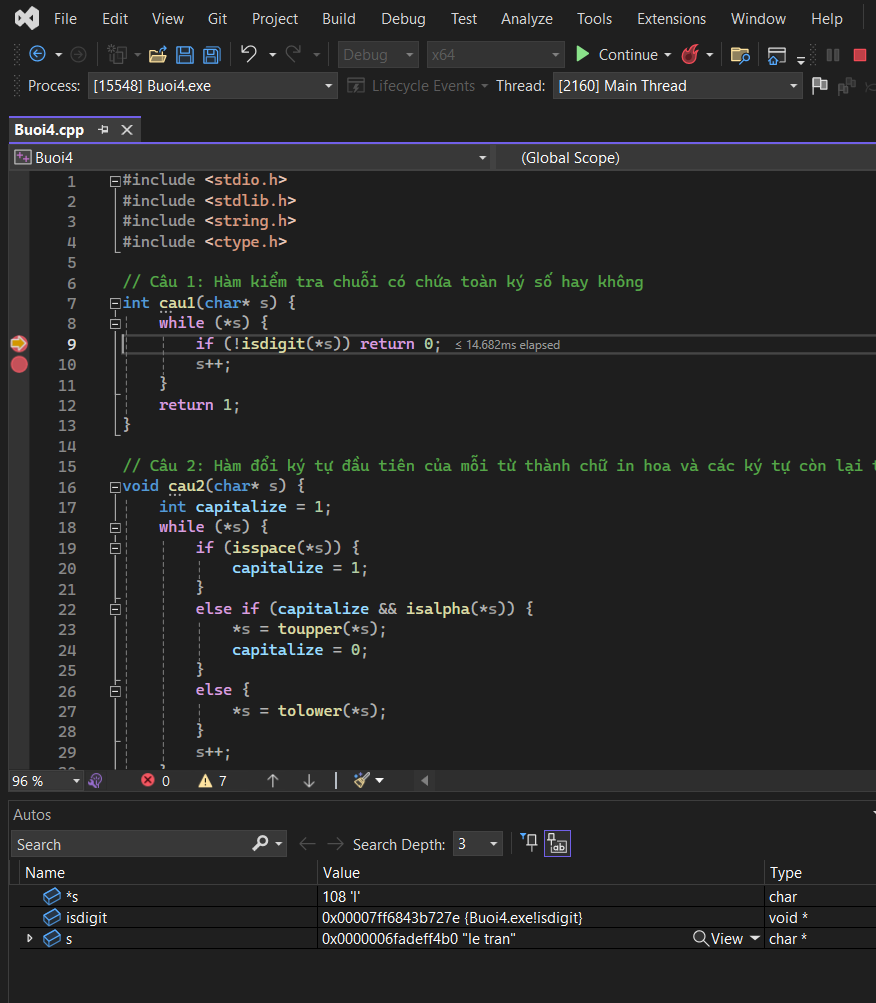 File Edit View Git Project Build Debug Test Analyze Tools Extensions Window Help
Debug x64 Continue
Process: [15548] Buoi4.exe Lifecycle Events Thread: [2160] Main Thread
Buoi4.cpp
Buoi4 (Global Scope)
1 #include <stdio.h>
2 #include <stdlib.h>
3 #include <string.h>
4 #include <ctype.h>
5
6 // Câu 1: Hàm kiểm tra chuỗi có chứa toàn ký số hay không
7 int cau1(char* s) {
8 while (*s) {
9 if (!isdigit(*s)) return 0; ≤ 14.682ms elapsed
10 s++;
11 }
12 return 1;
13 }
14
15 // Câu 2: Hàm đổi ký tự đầu tiên của mỗi từ thành chữ in hoa và các ký tự còn lại
16 void cau2(char* s) {
17 int capitalize = 1;
18 while (*s) {
19 if (isspace(*s)) {
20 capitalize = 1;
21 }
22 else if (capitalize && isalpha(*s)) {
23 *s = toupper(*s);
24 capitalize = 0;
25 }
26 else {
27 *s = tolower(*s);
28 }
29 s++;
96 % 0 7
Autos
Search Search Depth: 3
Name Value Type
*s 108 'l' char
isdigit 0x00007ff6843b727e {Buoi4.exe!isdigit} void *
s 0x0000006fadeff4b0 "le tran" View char *